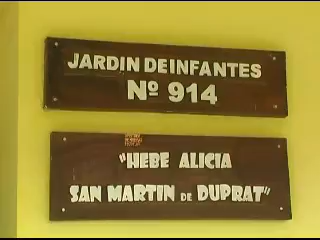 JARDIN DE INFANTES
Nº 914
"HEBE ALICIA
SAN MARTIN DE DUPRAT"